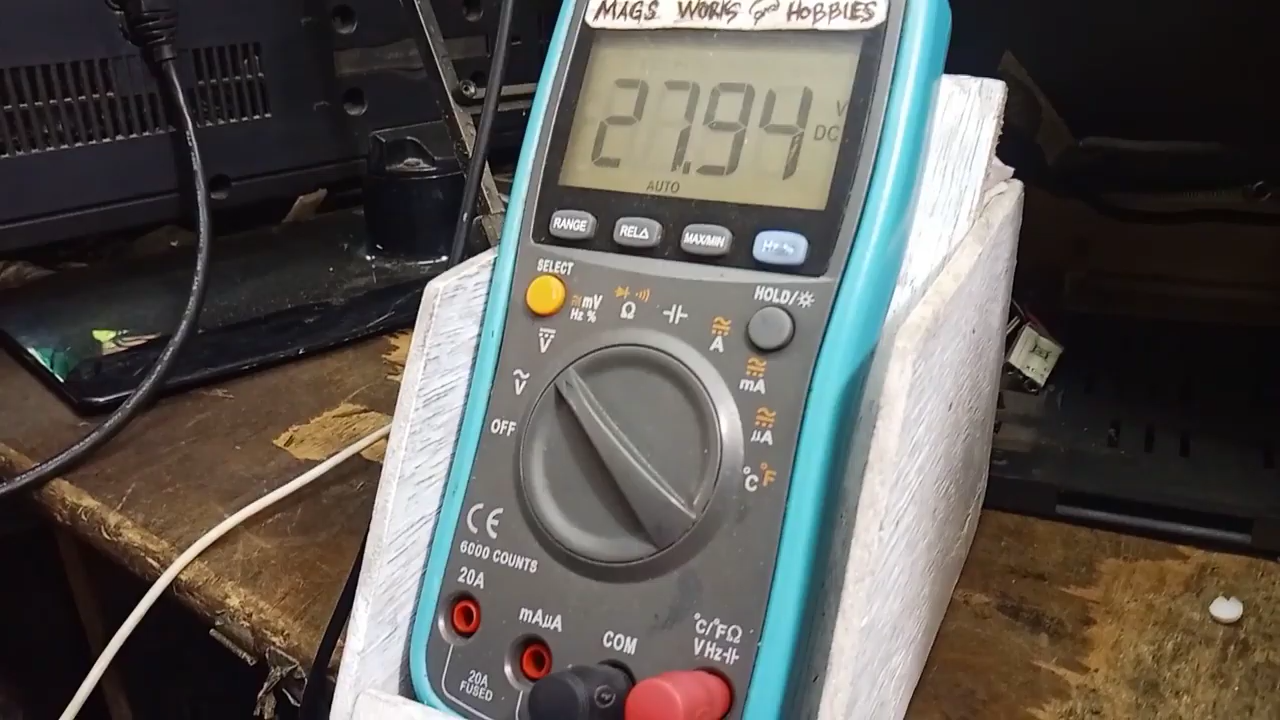 MAGS WORKS and HOBBIES
27.94
V
DC
AUTO
RANGE
REL△
MAX/MIN
Hz %
SELECT
HOLD/
mV
Hz %
Ω
A
V
V
mA
OFF
µA
°C °F
CE
6000 COUNTS
20A
mAµA
COM
°C/°FΩ
VHz
20A
FUSED